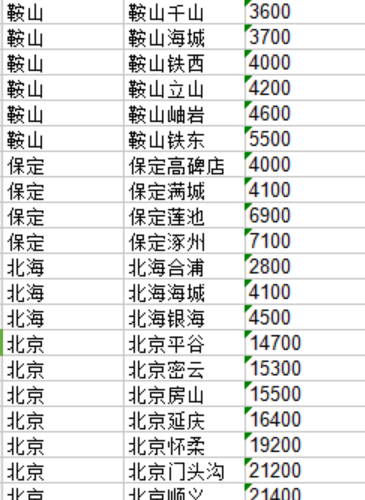 鞍山 鞍山千山 3600
鞍山 鞍山海城 3700
鞍山 鞍山铁西 4000
鞍山 鞍山立山 4200
鞍山 鞍山岫岩 4600
鞍山 鞍山铁东 5500
保定 保定高碑店 4000
保定 保定满城 4100
保定 保定莲池 6900
保定 保定涿州 7100
北海 北海合浦 2800
北海 北海海城 4100
北海 北海银海 4500
北京 北京平谷 14700
北京 北京密云 15300
北京 北京房山 15500
北京 北京延庆 16400
北京 北京怀柔 19200
北京 北京门头沟 21200
北京 北京顺义 21400